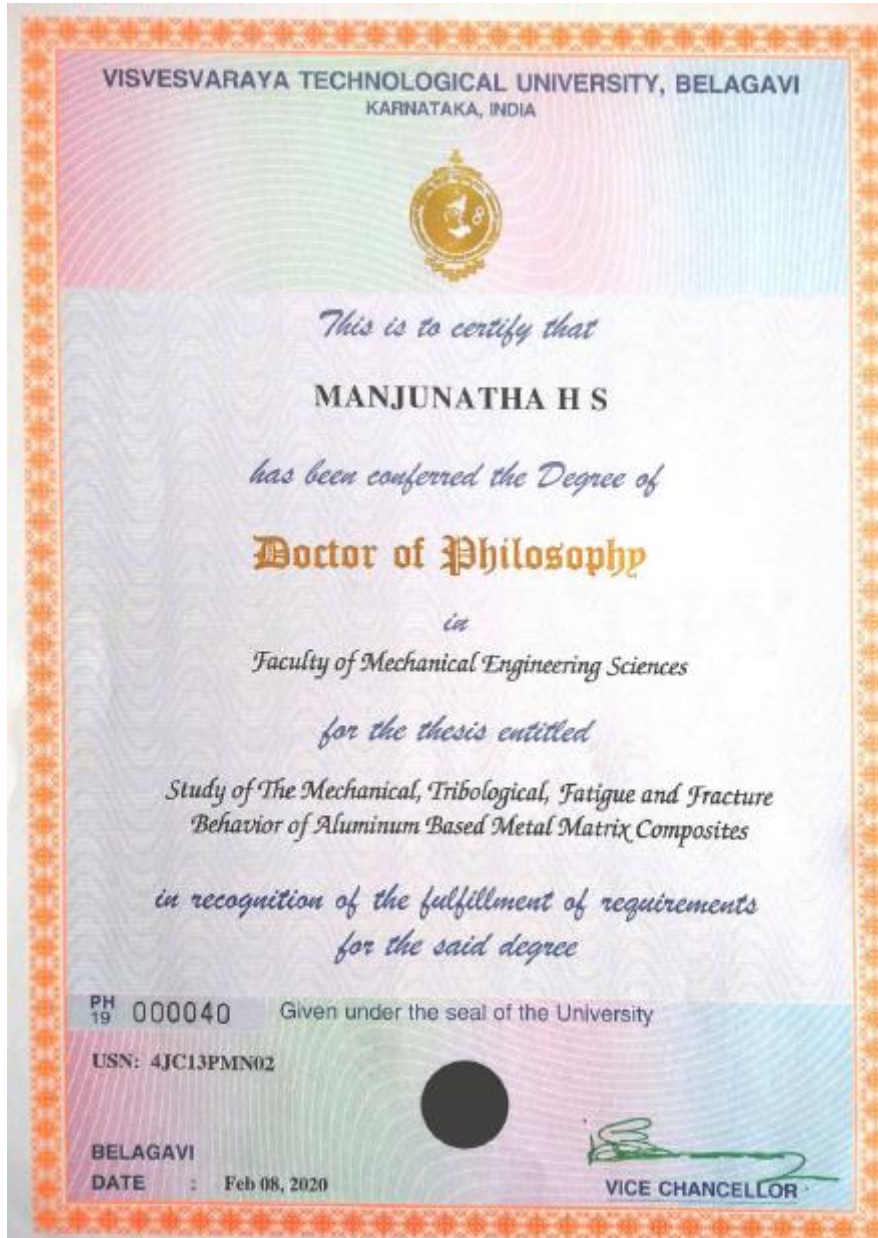 VISVESVARAYA TECHNOLOGICAL UNIVERSITY, BELAGAVI
KARNATAKA, INDIA
This is to certify that
MANJUNATHA H S
has been conferred the Degree of
Doctor of Philosophy
in
Faculty of Mechanical Engineering Sciences
for the thesis entitled
Study of The Mechanical, Tribological, Fatigue and Fracture
Behavior of Aluminum Based Metal Matrix Composites
in recognition of the fulfillment of requirements
for the said degree
PH 19 000040 Given under the seal of the University
USN: 4JC13PMN02
BELAGAVI
DATE : Feb 08, 2020
VICE CHANCELLOR